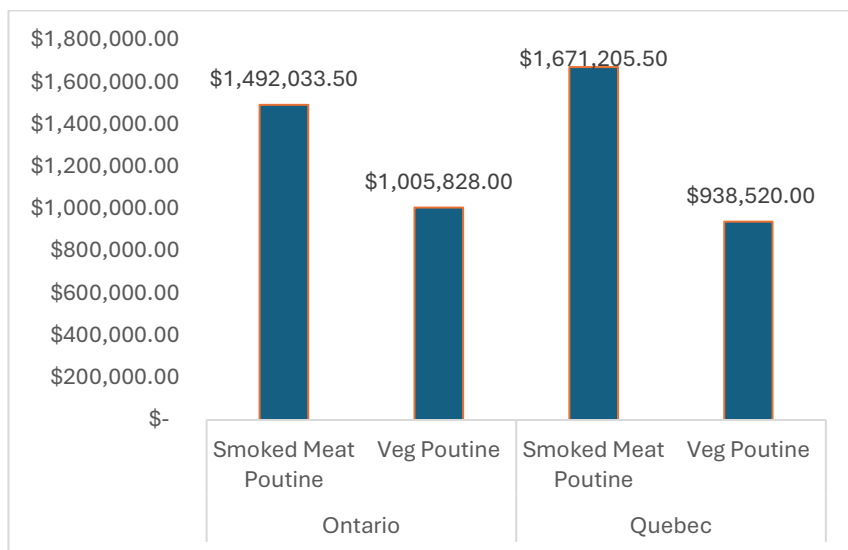 $1,800,000.00
$1,600,000.00
$1,400,000.00
$1,200,000.00
$1,000,000.00
$800,000.00
$600,000.00
$400,000.00
$200,000.00
$-
$1,492,033.50
$1,005,828.00
$1,671,205.50
$938,520.00
Smoked Meat
Poutine
Veg Poutine
Smoked Meat
Poutine
Veg Poutine
Ontario
Quebec